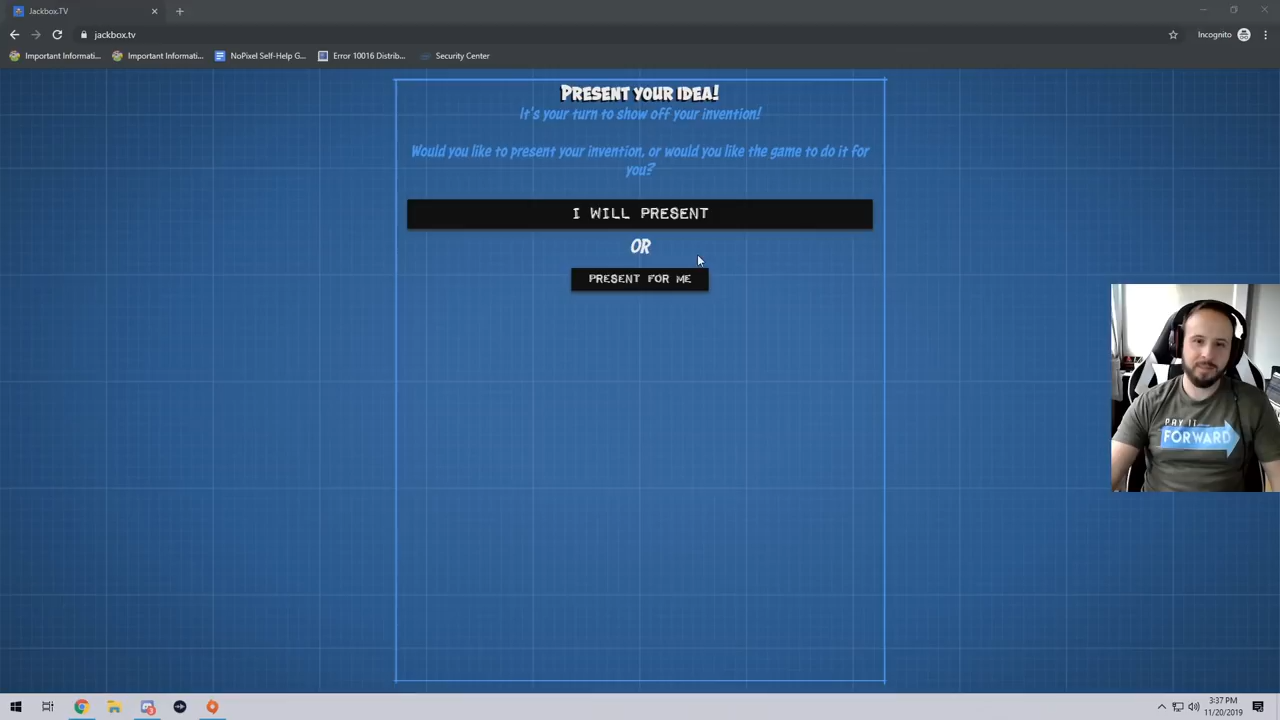 Jackbox.TV
jackbox.tv
Incognito
Important Informati...
Important Informati...
NoPixel Self-Help G...
Error 10016 Distrib...
Security Center
PRESENT YOUR IDEA!
It's your turn to show off your invention!
Would you like to present your invention, or would you like the game to do it for
you?
I WILL PRESENT
OR
PRESENT FOR ME
PAY IT
FORWARD
3:37 PM
11/20/2019